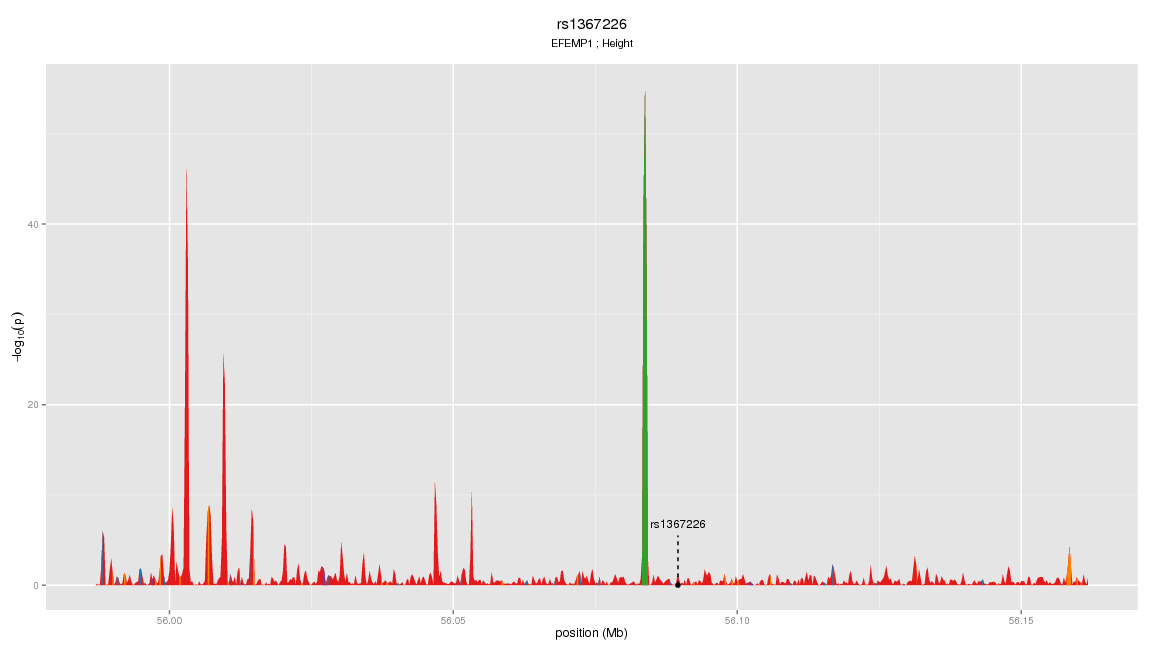 rs1367226
EFEMP1 ; Height
−log10(p)
40
20
0
rs1367226
56.00
56.05
56.10
56.15
position (Mb)